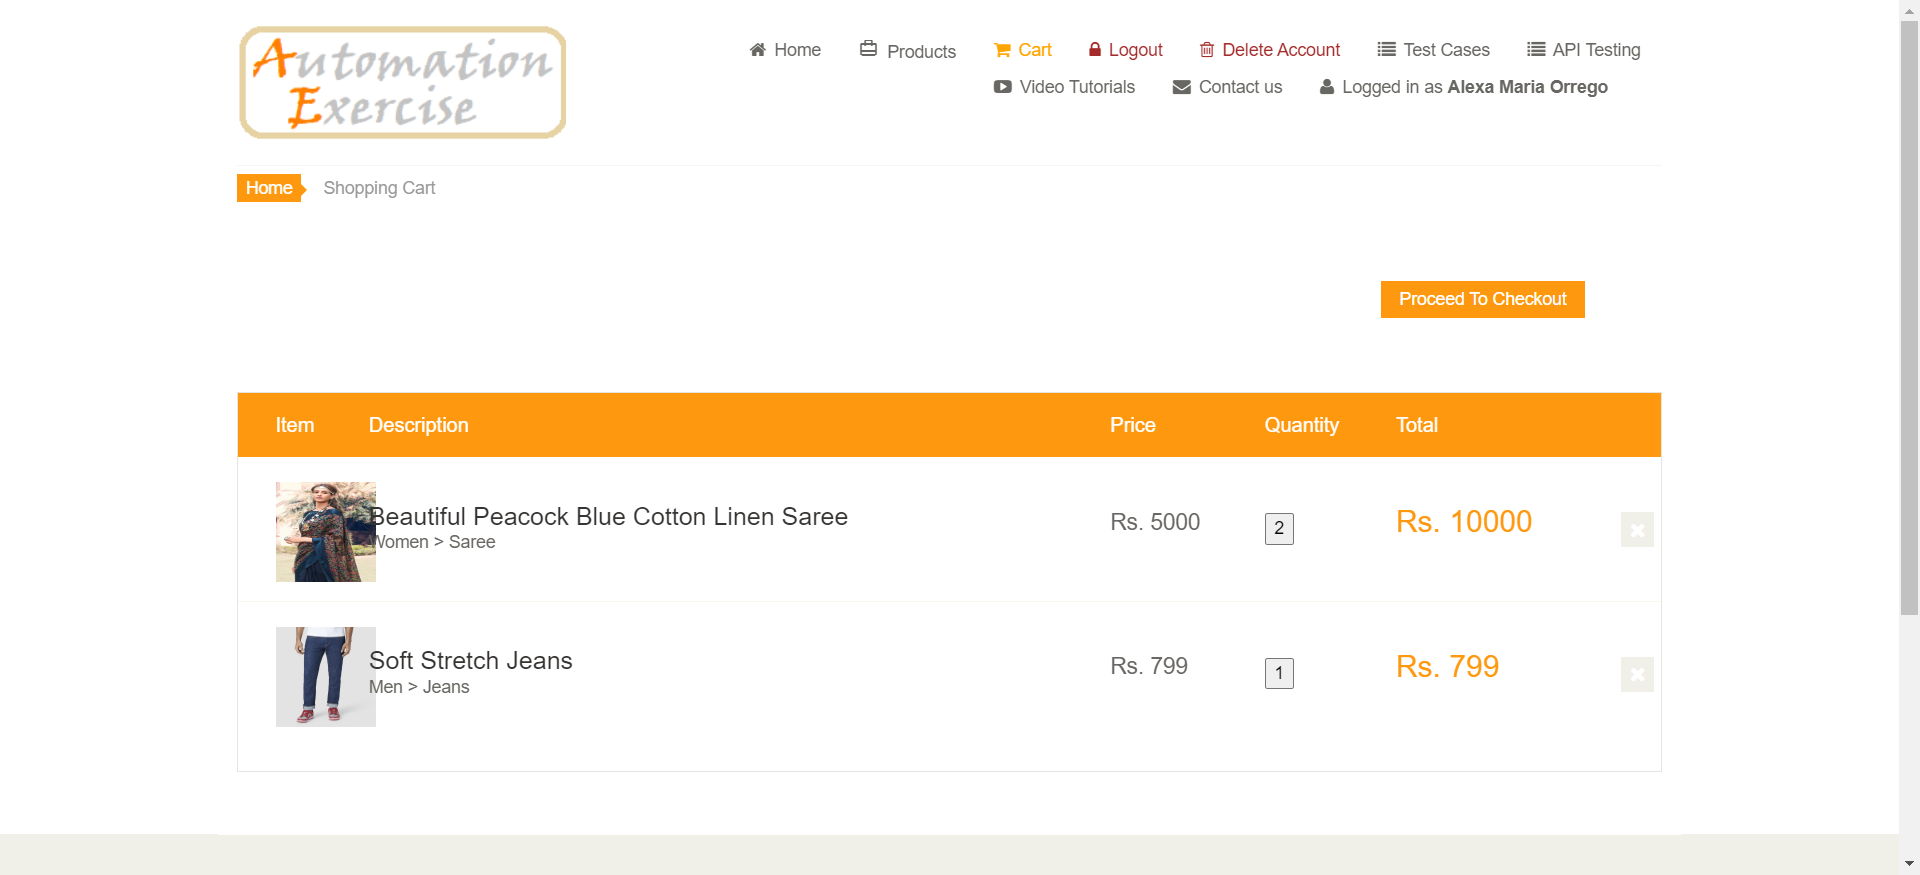 Automation
Exercise
Home Products Cart Logout Delete Account Test Cases API Testing
Video Tutorials Contact us Logged in as Alexa Maria Orrego
Home Shopping Cart
Proceed To Checkout
Item Description Price Quantity Total
Beautiful Peacock Blue Cotton Linen Saree Rs. 5000 2 Rs. 10000
Women > Saree
Soft Stretch Jeans Rs. 799 1 Rs. 799
Men > Jeans